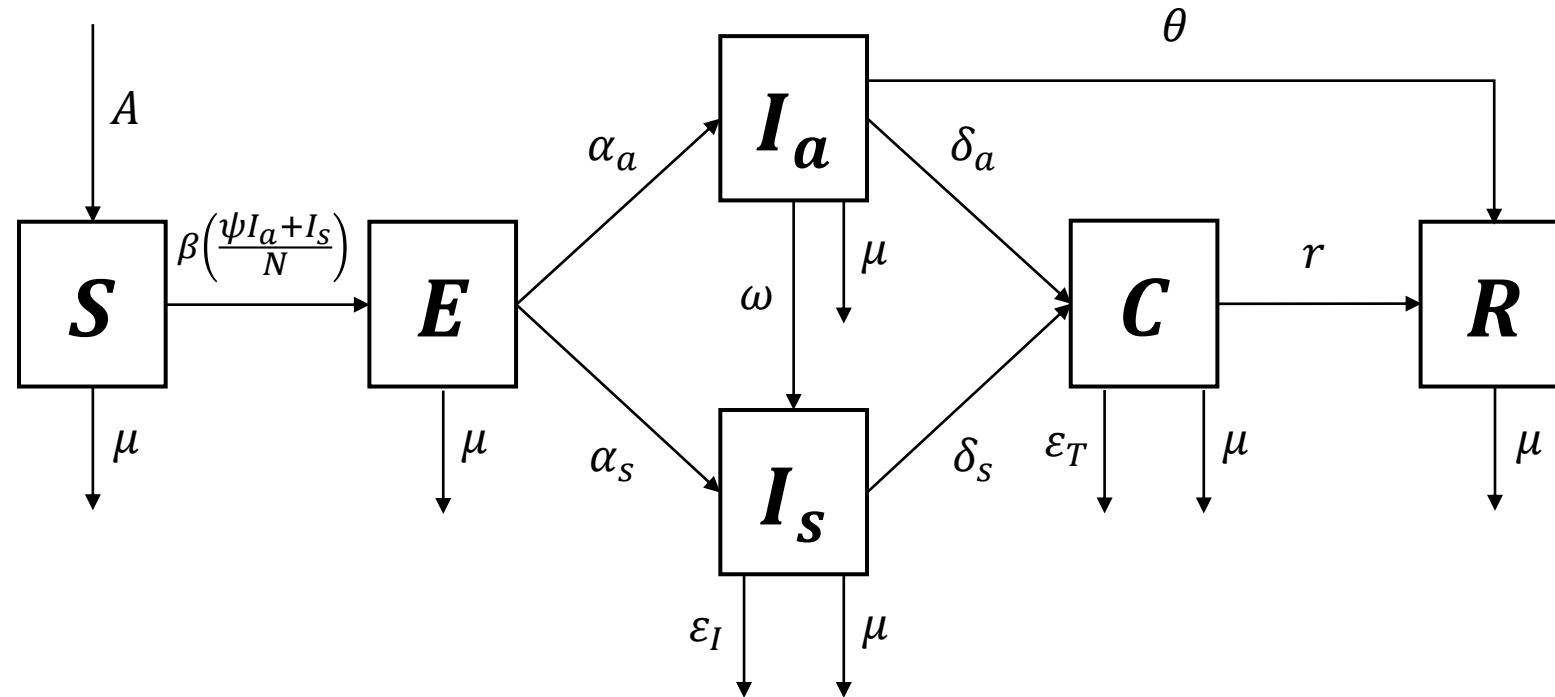 θ
A
I_a
α_a
δ_a
β(ψI_a+I_s/N)
μ
r
S
E
ω
C
R
μ
μ
α_s
δ_s
ε_T
μ
μ
I_s
ε_I
μ